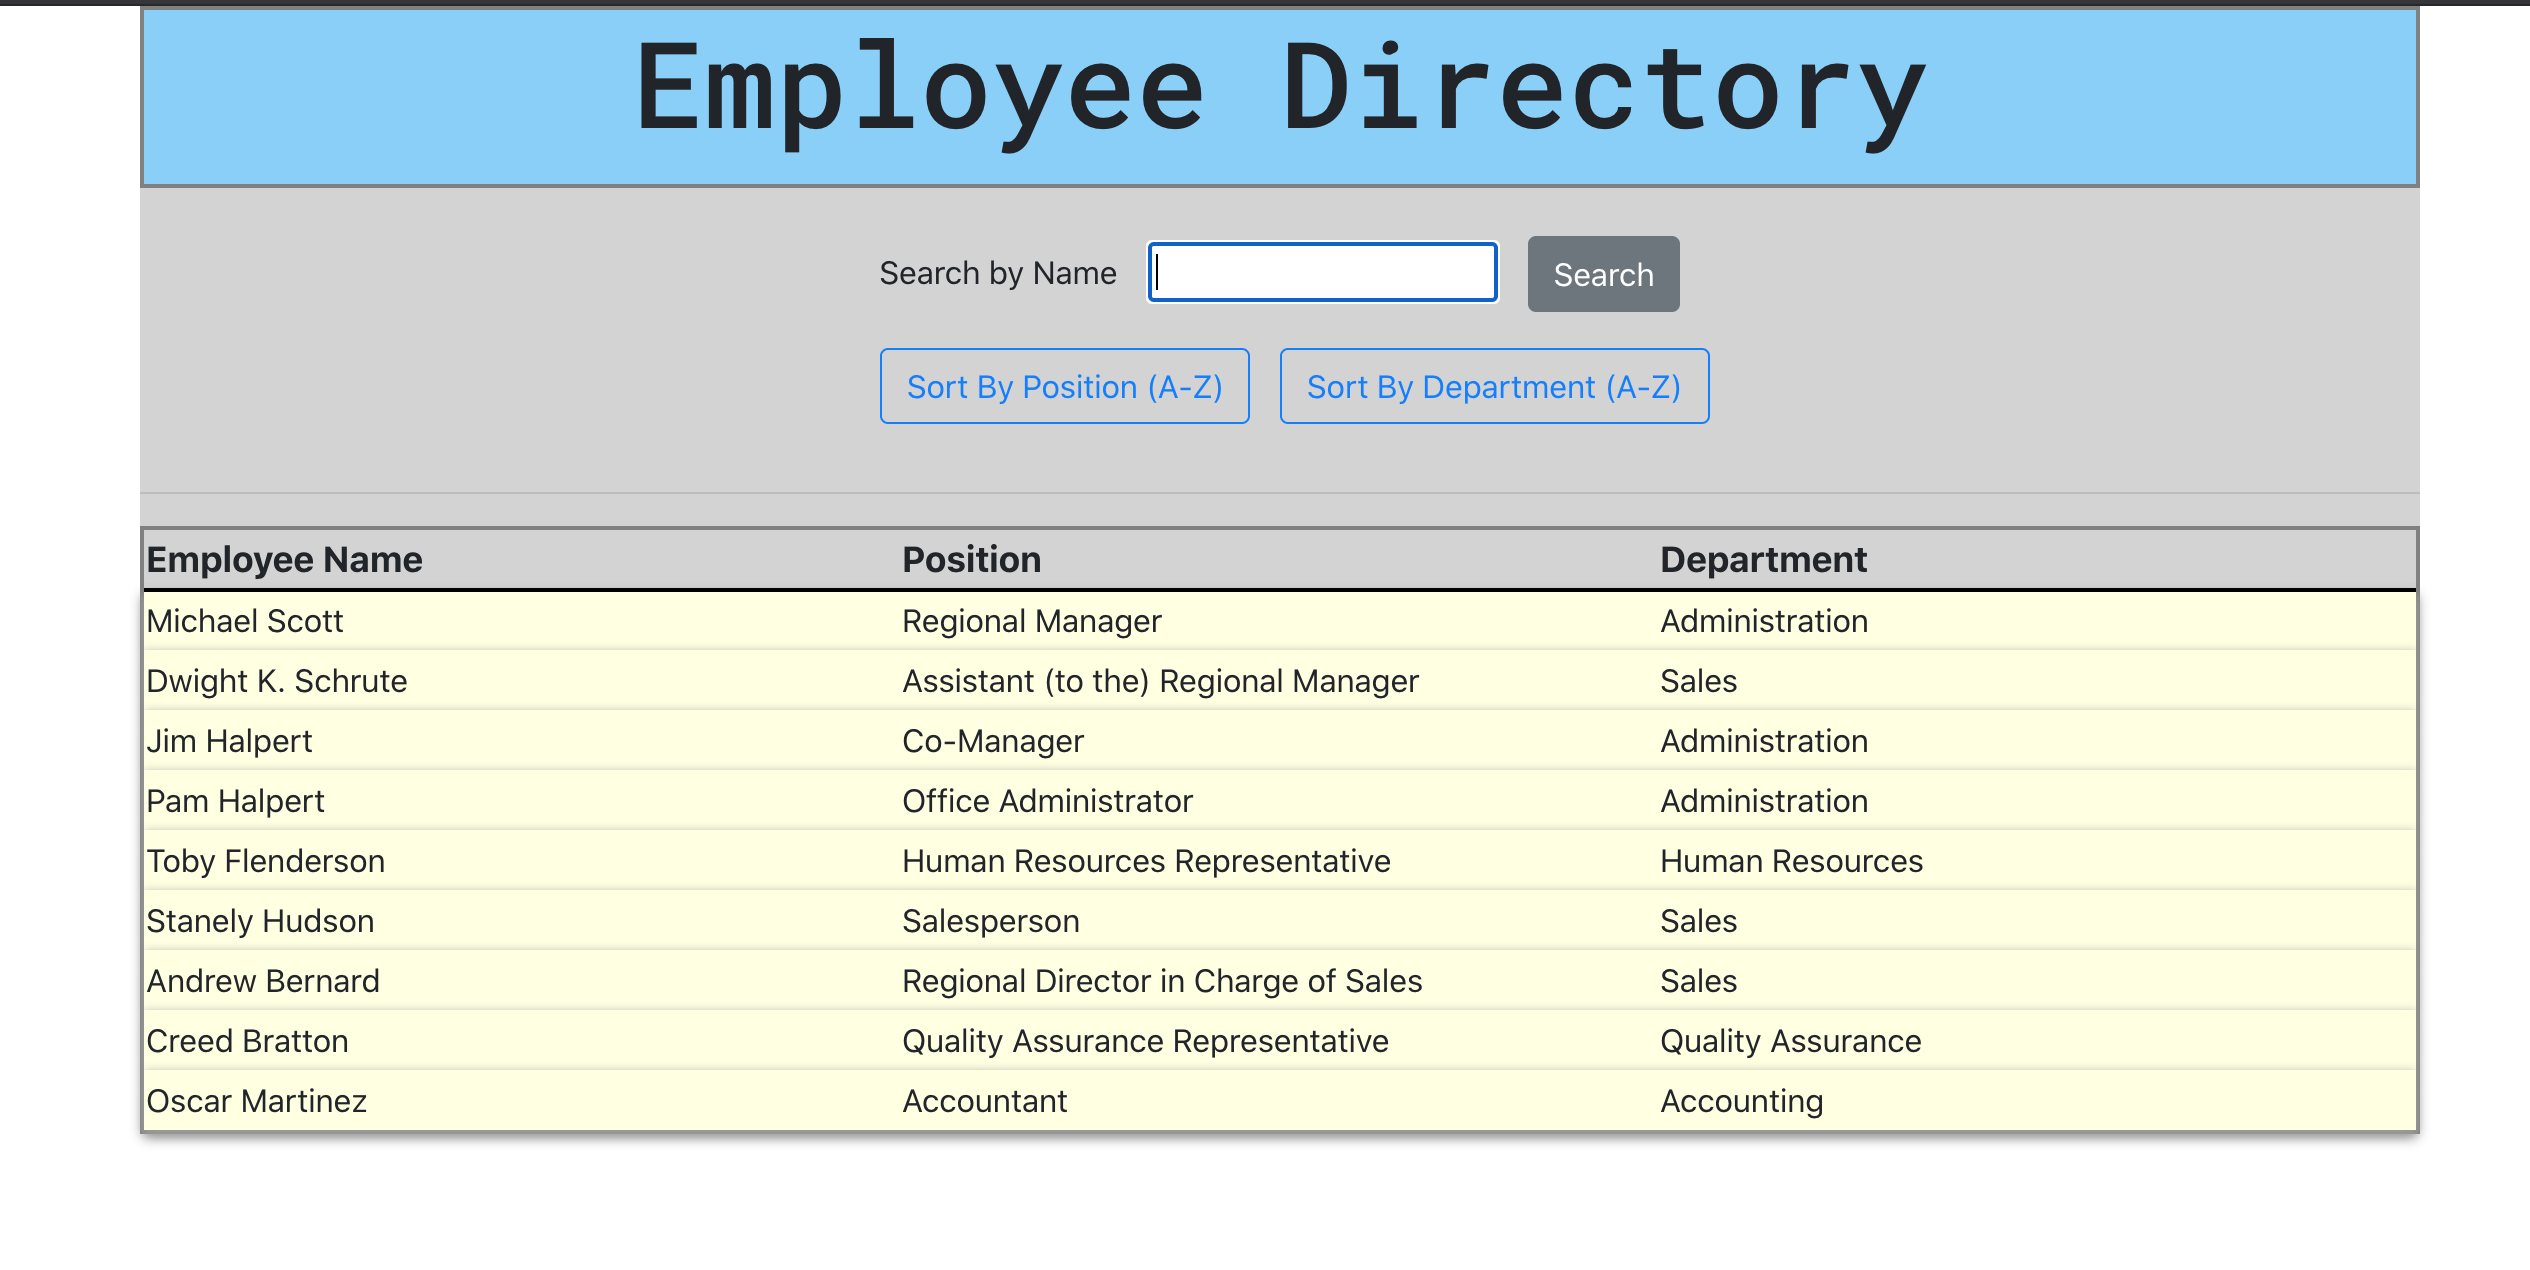 Employee Directory
Search by Name Search
Sort By Position (A-Z) Sort By Department (A-Z)
Employee Name Position Department
Michael Scott Regional Manager Administration
Dwight K. Schrute Assistant (to the) Regional Manager Sales
Jim Halpert Co-Manager Administration
Pam Halpert Office Administrator Administration
Toby Flenderson Human Resources Representative Human Resources
Stanely Hudson Salesperson Sales
Andrew Bernard Regional Director in Charge of Sales Sales
Creed Bratton Quality Assurance Representative Quality Assurance
Oscar Martinez Accountant Accounting